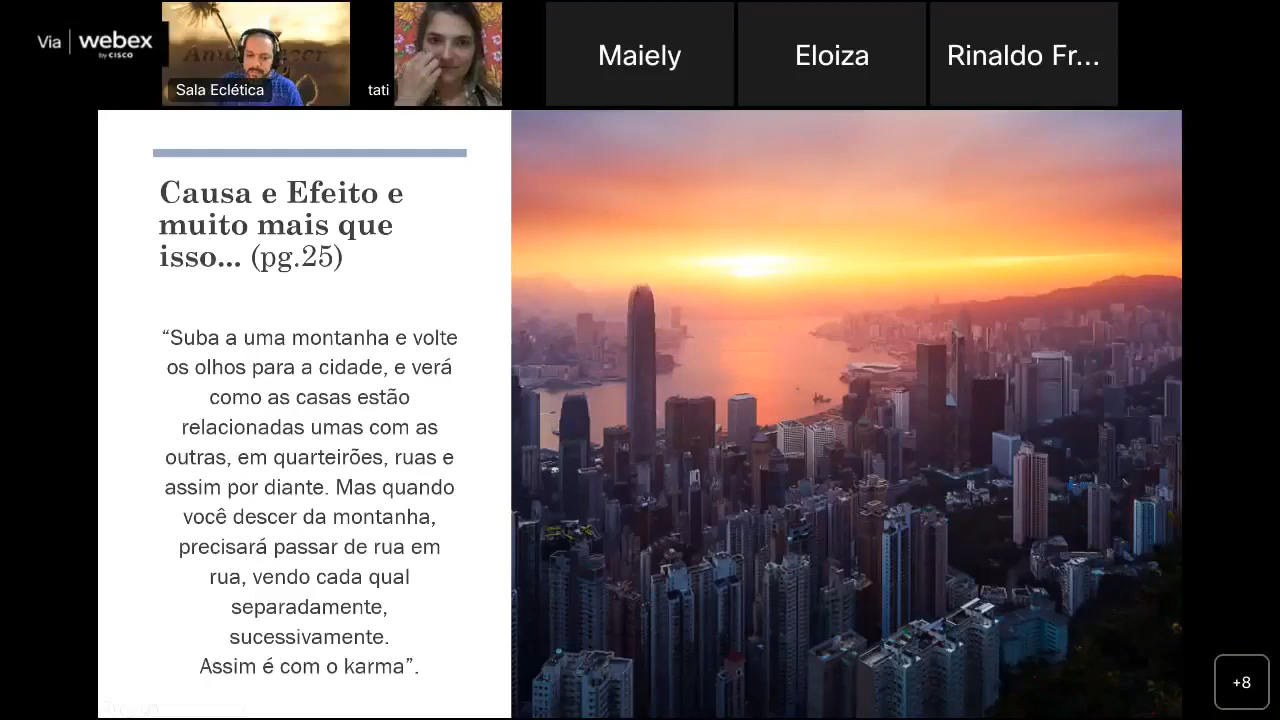 Via | webex
by CISCO
Sala Eclética
tati
Maiely
Eloiza
Rinaldo Fr...
Causa e Efeito e
muito mais que
isso... (pg.25)
“Suba a uma montanha e volte
os olhos para a cidade, e verá
como as casas estão
relacionadas umas com as
outras, em quarteirões, ruas e
assim por diante. Mas quando
você descer da montanha,
precisará passar de rua em
rua, vendo cada qual
separadamente,
sucessivamente.
Assim é com o karma”.
+8